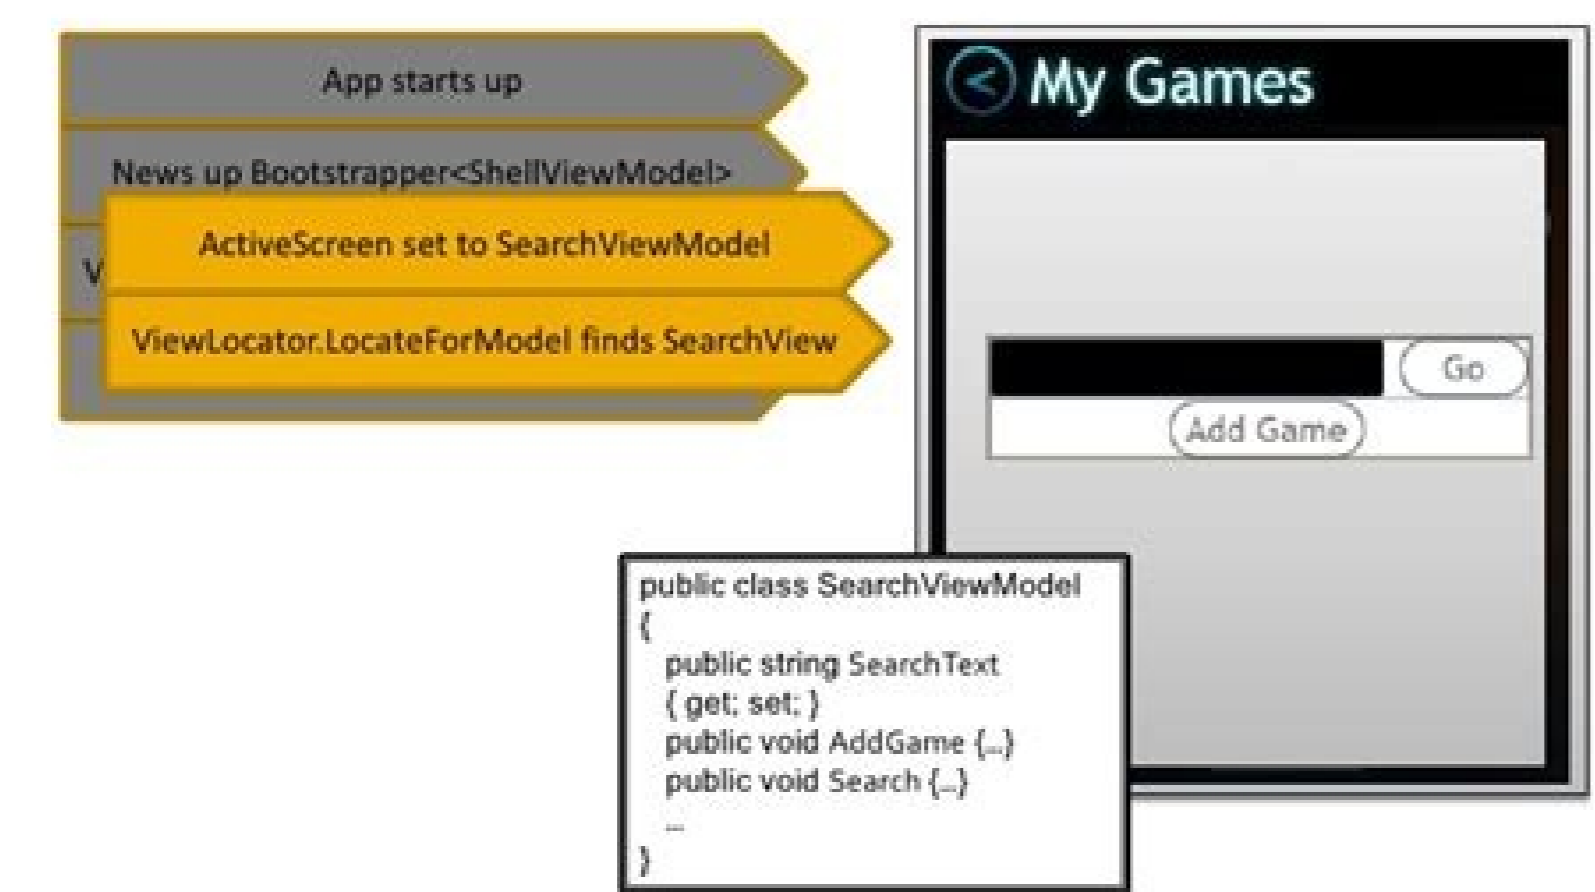 App starts up
News up Bootstrapper<ShellViewModel>
V
ActiveScreen set to SearchViewModel
ViewLocator.LocateForModel finds SearchView
< My Games
Go
Add Game
public class SearchViewModel
{
public string SearchText
{ get; set; }
public void AddGame {…}
public void Search {…}
…
}